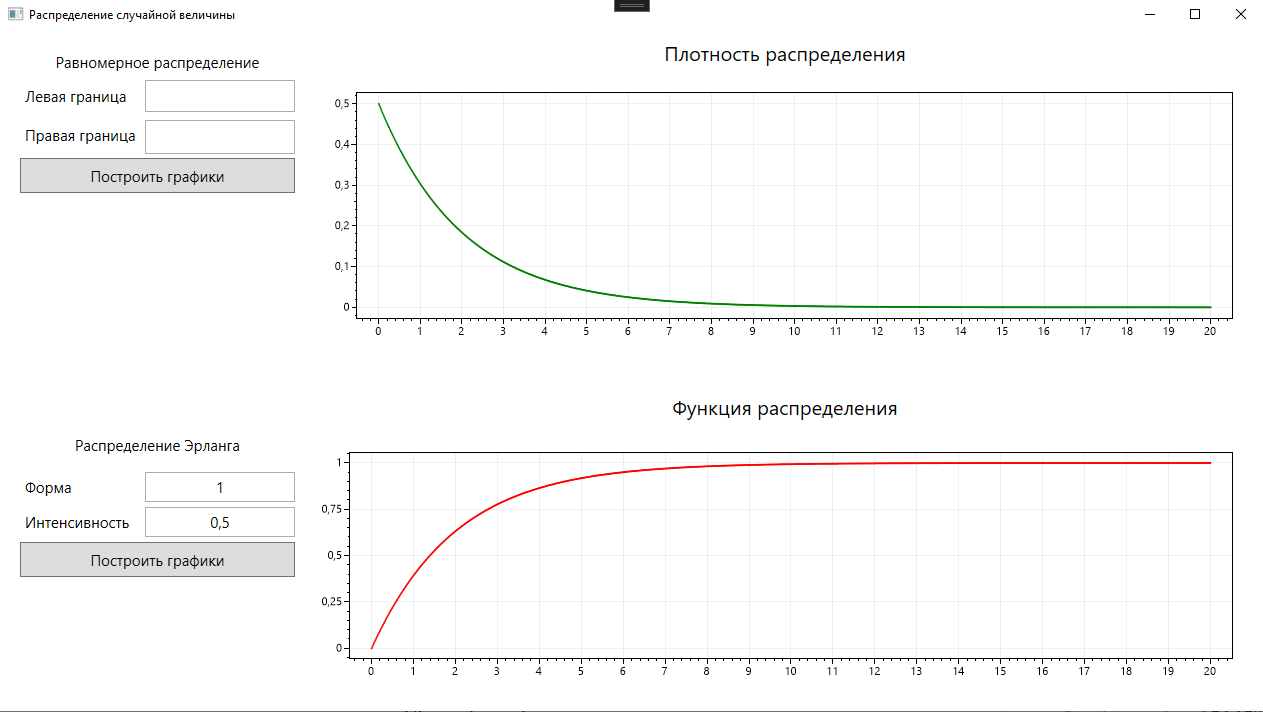 Распределение случайной величины
Равномерное распределение
Левая граница
Правая граница
Построить графики
Плотность распределения
0,5
0,4
0,3
0,2
0,1
0
0 1 2 3 4 5 6 7 8 9 10 11 12 13 14 15 16 17 18 19 20
Распределение Эрланга
Форма 1
Интенсивность 0,5
Построить графики
Функция распределения
1
0,75
0,5
0,25
0
0 1 2 3 4 5 6 7 8 9 10 11 12 13 14 15 16 17 18 19 20